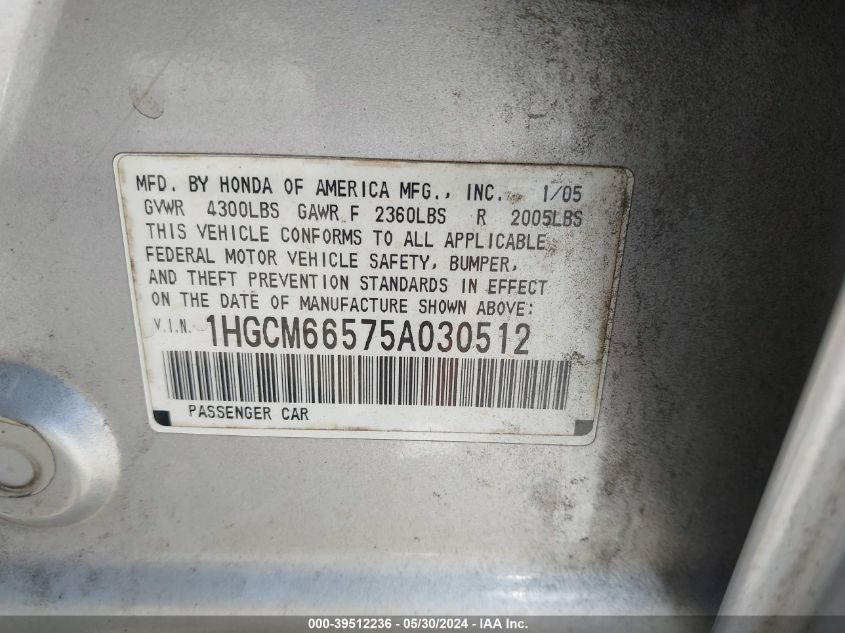 MFD. BY HONDA OF AMERICA MFG., INC. 1/05
GVWR 4300LBS GAWR F 2360LBS R 2005LBS
THIS VEHICLE CONFORMS TO ALL APPLICABLE
FEDERAL MOTOR VEHICLE SAFETY, BUMPER,
AND THEFT PREVENTION STANDARDS IN EFFECT
ON THE DATE OF MANUFACTURE SHOWN ABOVE:
V.I.N. 1HGCM66575A030512
PASSENGER CAR
000-39512236 - 05/30/2024 - IAA Inc.